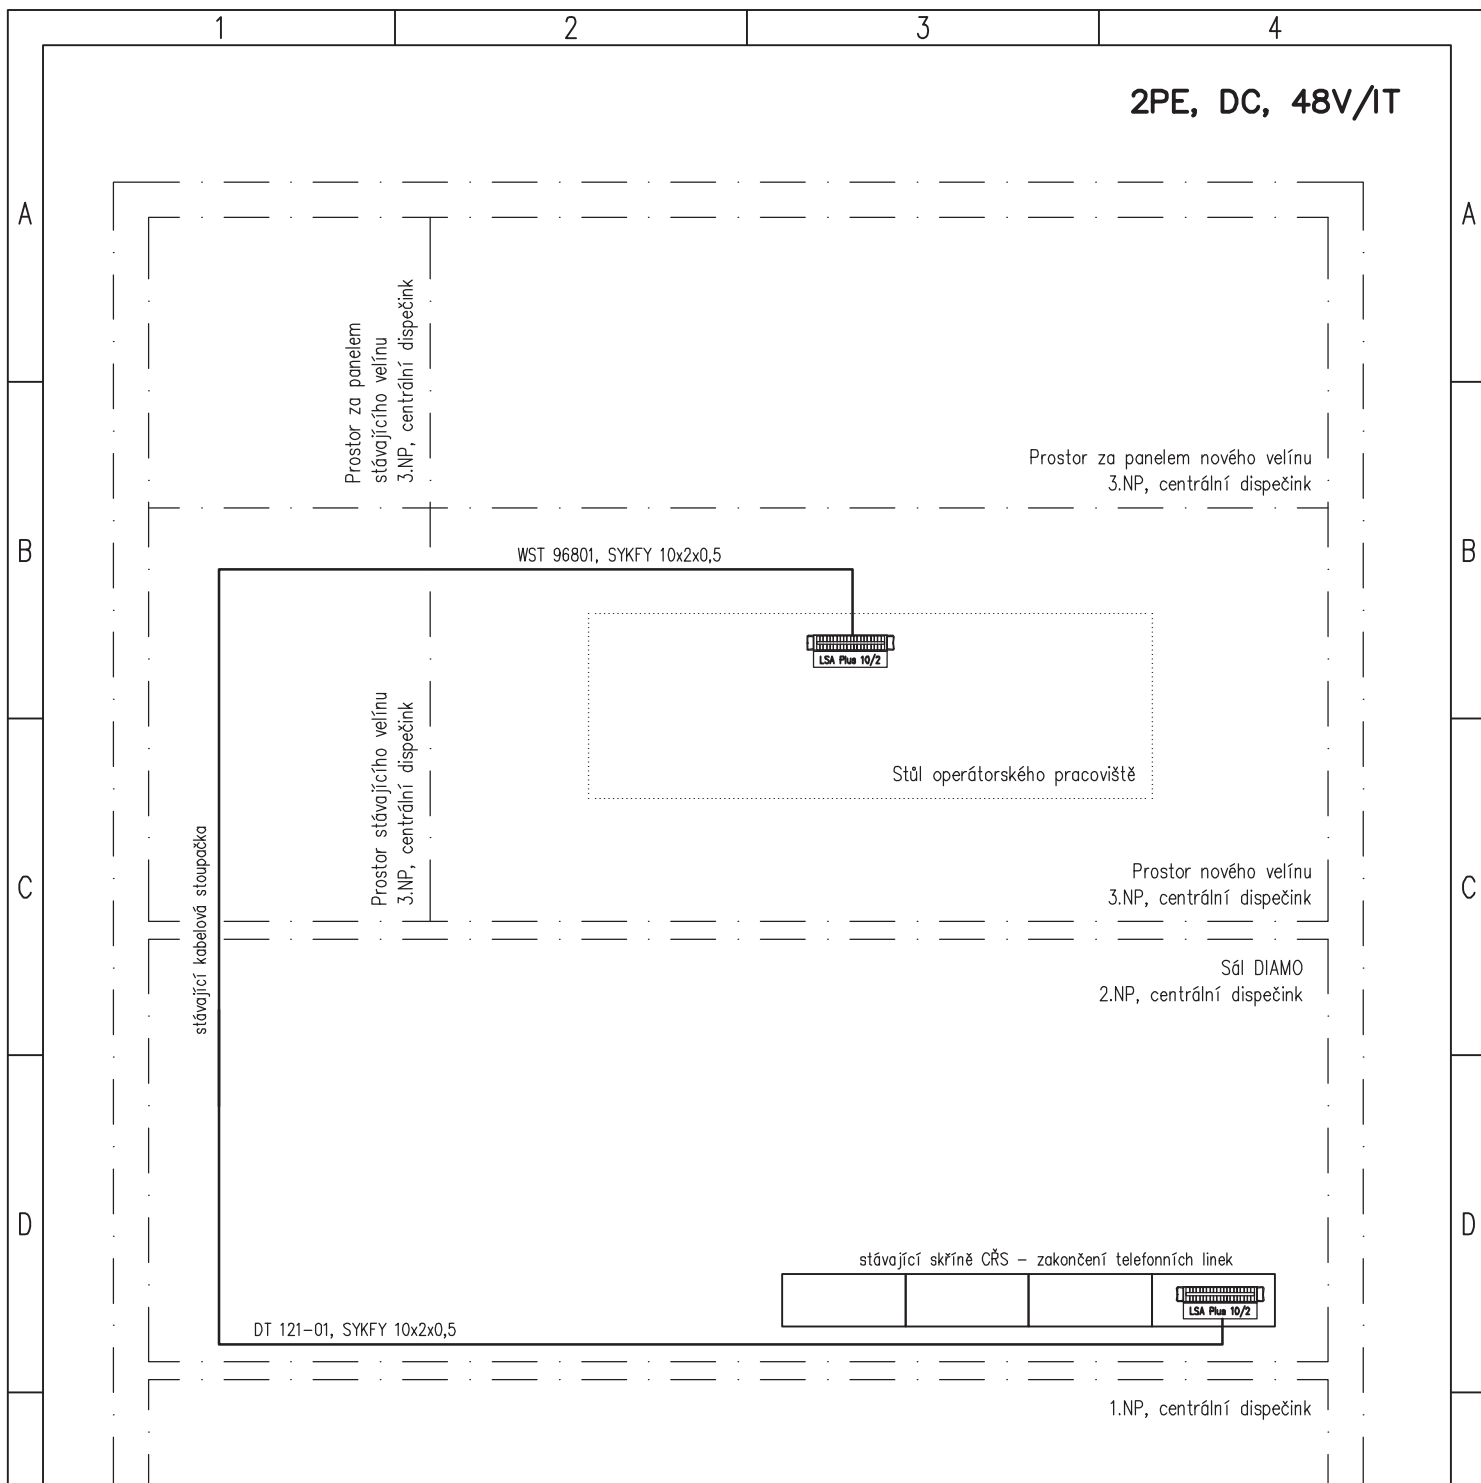 1 2 3 4
2PE, DC, 48V/IT
A A
Prostor za panelem
stávajícího velínu
3.NP, centrální dispečink
Prostor za panelem nového velínu
3.NP, centrální dispečink
B B
WST 96801, SYKFY 10x2x0,5
LSA Plus 10/2
Stůl operátorského pracoviště
Prostor stávajícího velínu
3.NP, centrální dispečink
stávající kabelová stoupačka
C C
Prostor nového velínu
3.NP, centrální dispečink
Sál DIAMO
2.NP, centrální dispečink
D D
stávající skříně CŘS – zakončení telefonních linek
LSA Plus 10/2
DT 121-01, SYKFY 10x2x0,5
1.NP, centrální dispečink